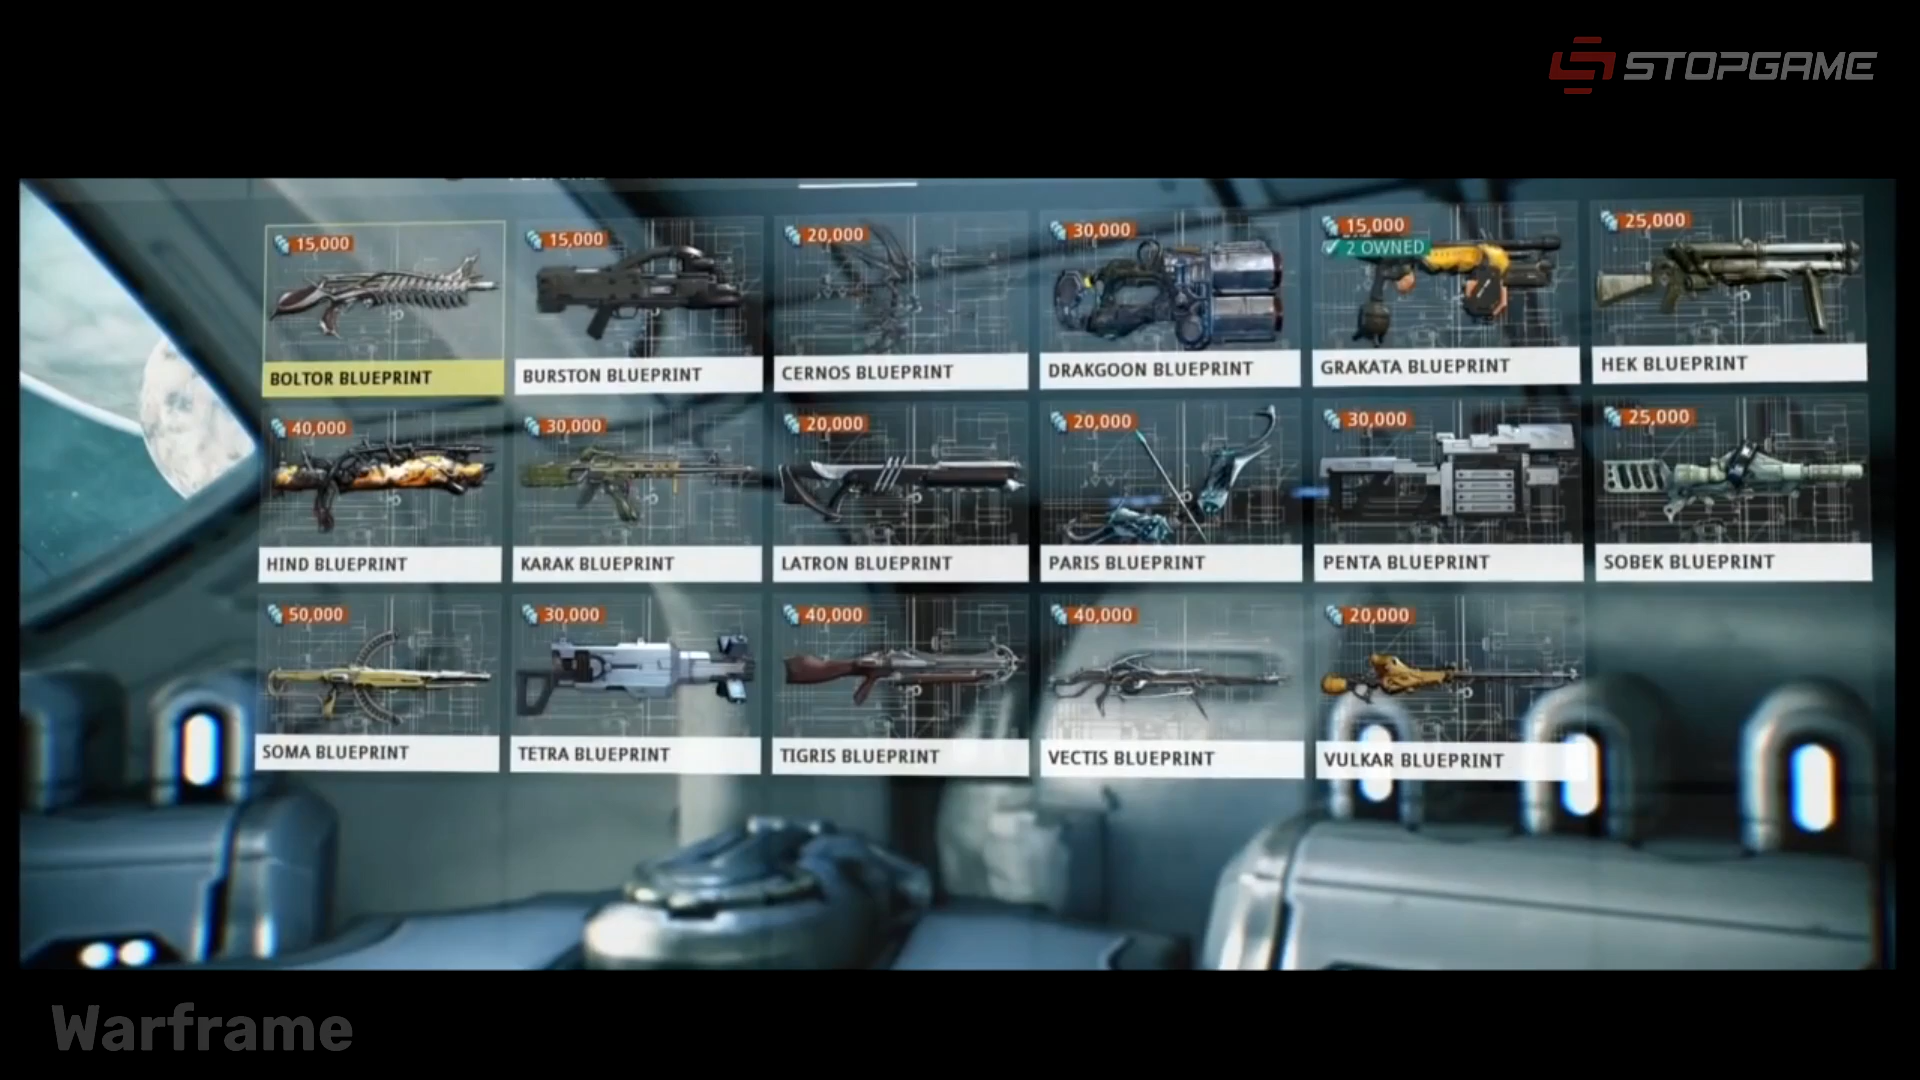 STOPGAME
15,000
15,000
20,000
30,000
15,000
2 OWNED
25,000
BOLTOR BLUEPRINT
BURSTON BLUEPRINT
CERNOS BLUEPRINT
DRAKGOON BLUEPRINT
GRAKATA BLUEPRINT
HEK BLUEPRINT
40,000
30,000
20,000
20,000
30,000
25,000
HIND BLUEPRINT
KARAK BLUEPRINT
LATRON BLUEPRINT
PARIS BLUEPRINT
PENTA BLUEPRINT
SOBEK BLUEPRINT
50,000
30,000
40,000
40,000
20,000
SOMA BLUEPRINT
TETRA BLUEPRINT
TIGRIS BLUEPRINT
VECTIS BLUEPRINT
VULKAR BLUEPRINT
Warframe